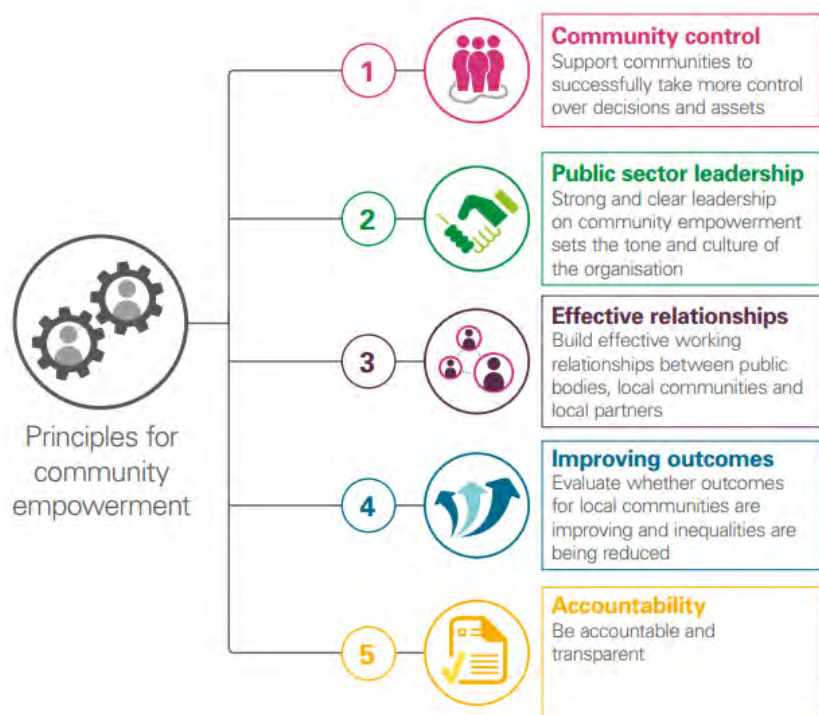 1
Community control
Support communities to
successfully take more control
over decisions and assets
2
Public sector leadership
Strong and clear leadership
on community empowerment
sets the tone and culture of
the organisation
Principles for
community
empowerment
3
Effective relationships
Build effective working
relationships between public
bodies, local communities and
local partners
4
Improving outcomes
Evaluate whether outcomes
for local communities are
improving and inequalities are
being reduced
5
Accountability
Be accountable and
transparent